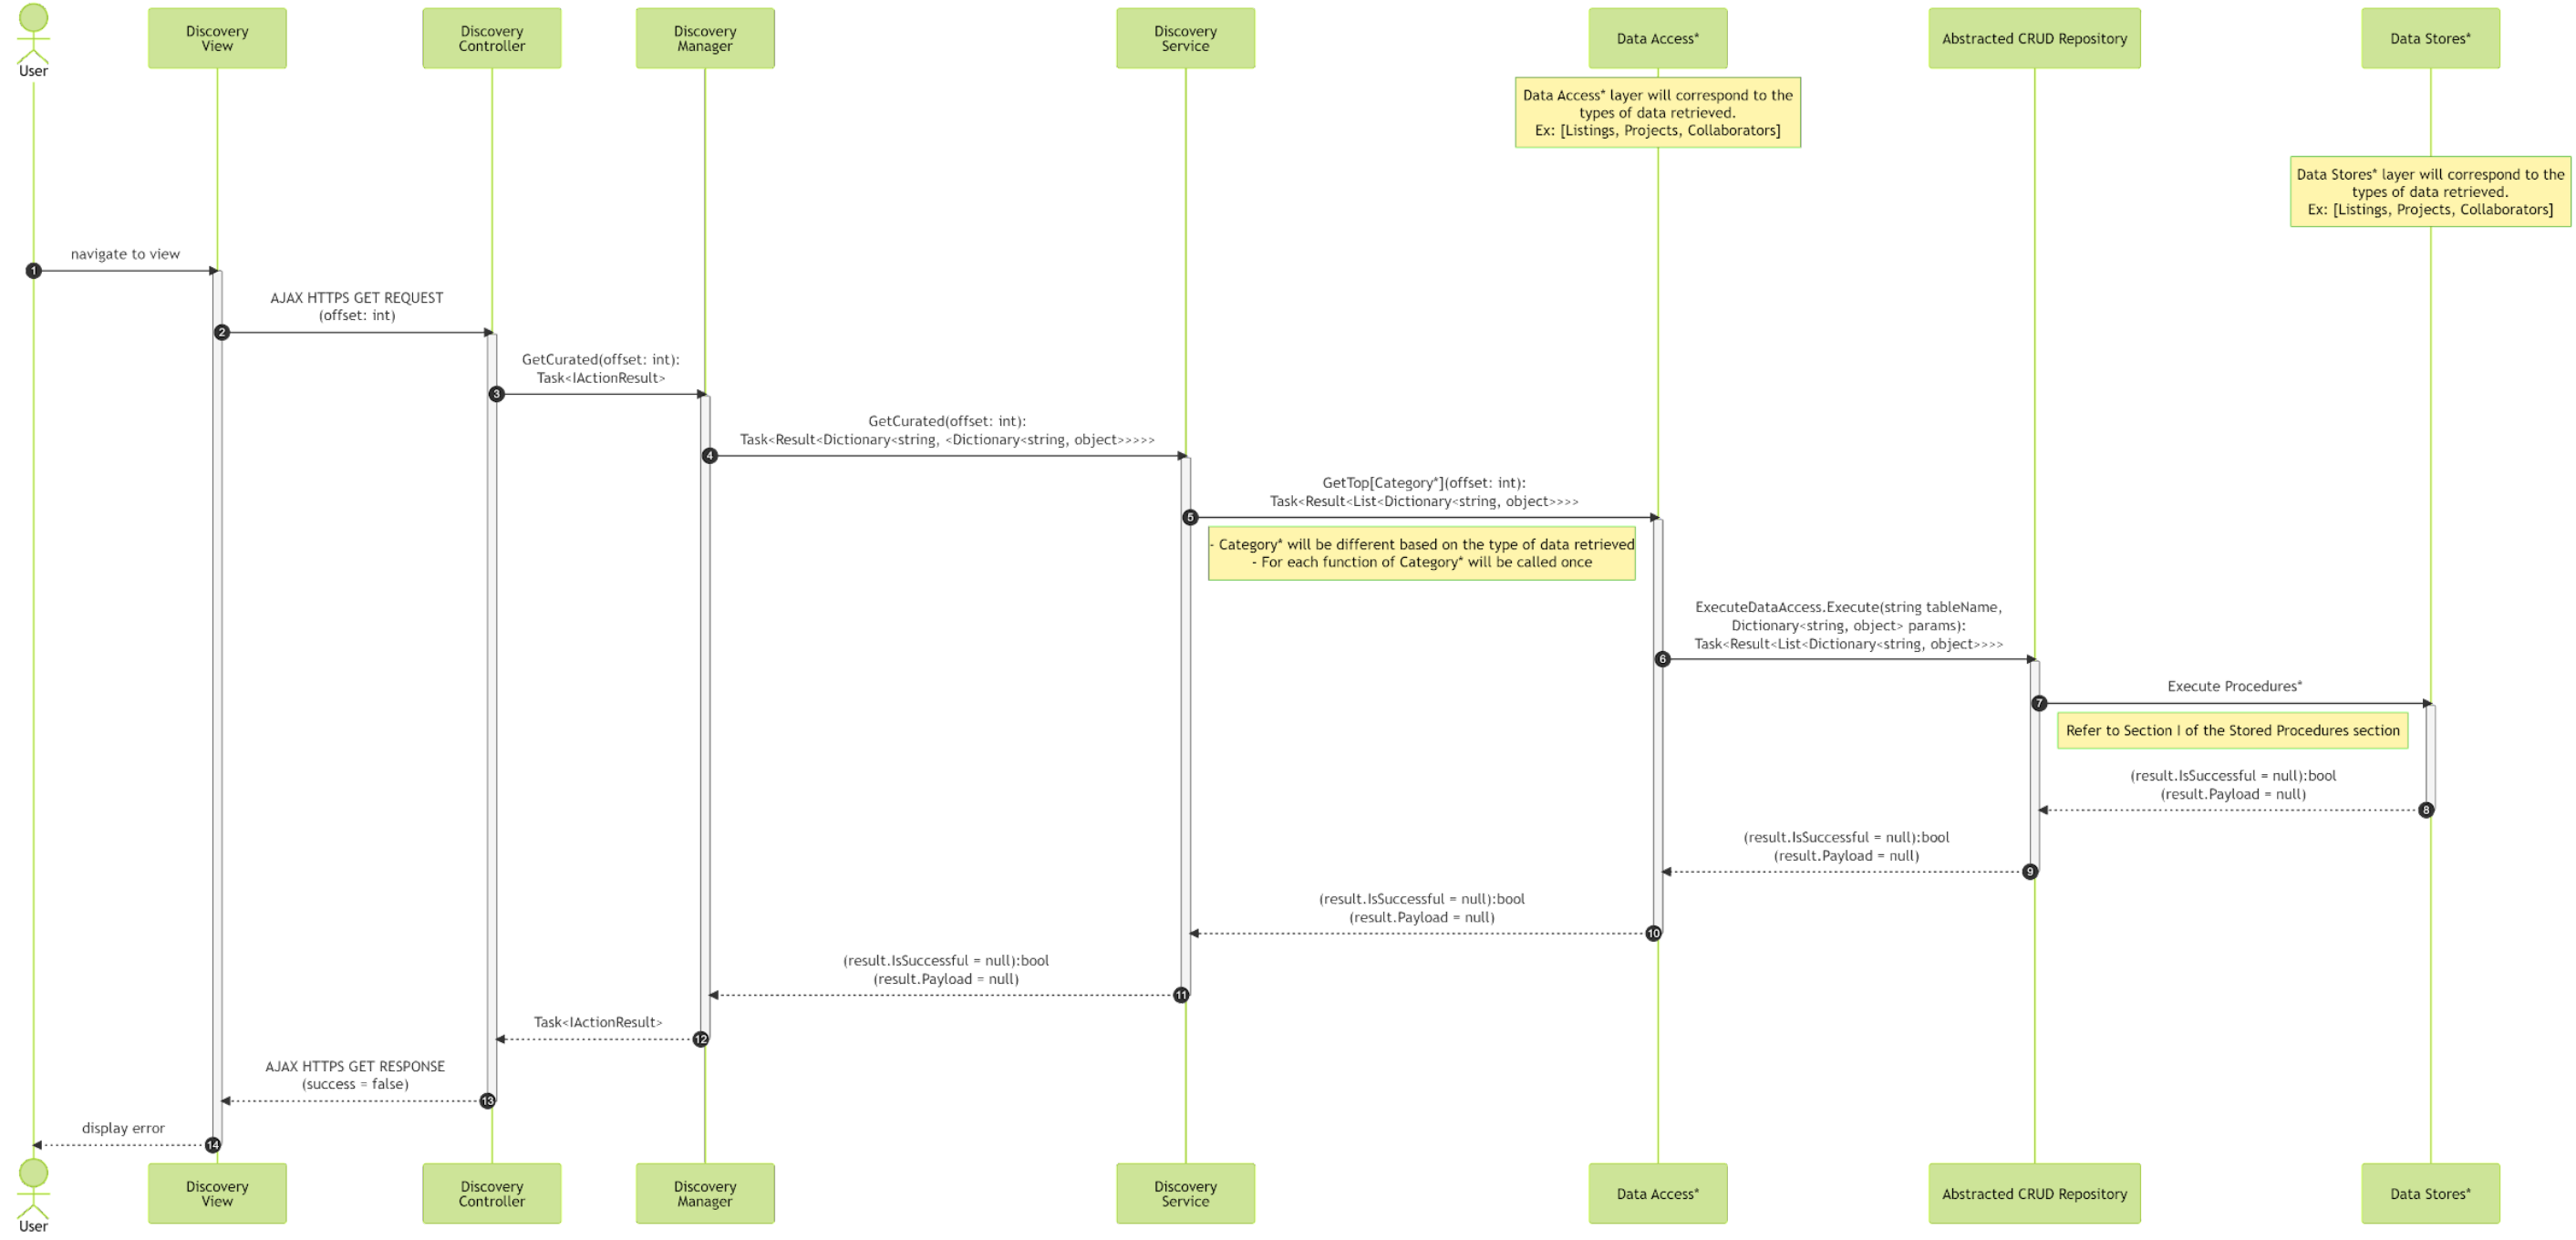 User
Discovery
View
Discovery
Controller
Discovery
Manager
Discovery
Service
Data Access*
Abstracted CRUD Repository
Data Stores*
Data Access* layer will correspond to the
types of data retrieved.
Ex: [Listings, Projects, Collaborators]
Data Stores* layer will correspond to the
types of data retrieved.
Ex: [Listings, Projects, Collaborators]
navigate to view
1
AJAX HTTPS GET REQUEST
(offset: int)
2
GetCurated(offset: int):
Task<IActionResult>
3
GetCurated(offset: int):
Task<Result<Dictionary<string, <Dictionary<string, object>>>>>
4
GetTop[Category*](offset: int):
Task<Result<List<Dictionary<string, object>>>>
5
- Category* will be different based on the type of data retrieved
- For each function of Category* will be called once
ExecuteDataAccess.Execute(string tableName,
Dictionary<string, object> params):
Task<Result<List<Dictionary<string, object>>>>
6
Execute Procedures*
7
Refer to Section I of the Stored Procedures section
(result.IsSuccessful = null):bool
(result.Payload = null)
8
(result.IsSuccessful = null):bool
(result.Payload = null)
9
(result.IsSuccessful = null):bool
(result.Payload = null)
10
(result.IsSuccessful = null):bool
(result.Payload = null)
11
Task<IActionResult>
12
AJAX HTTPS GET RESPONSE
(success = false)
13
display error
14
User
Discovery
View
Discovery
Controller
Discovery
Manager
Discovery
Service
Data Access*
Abstracted CRUD Repository
Data Stores*